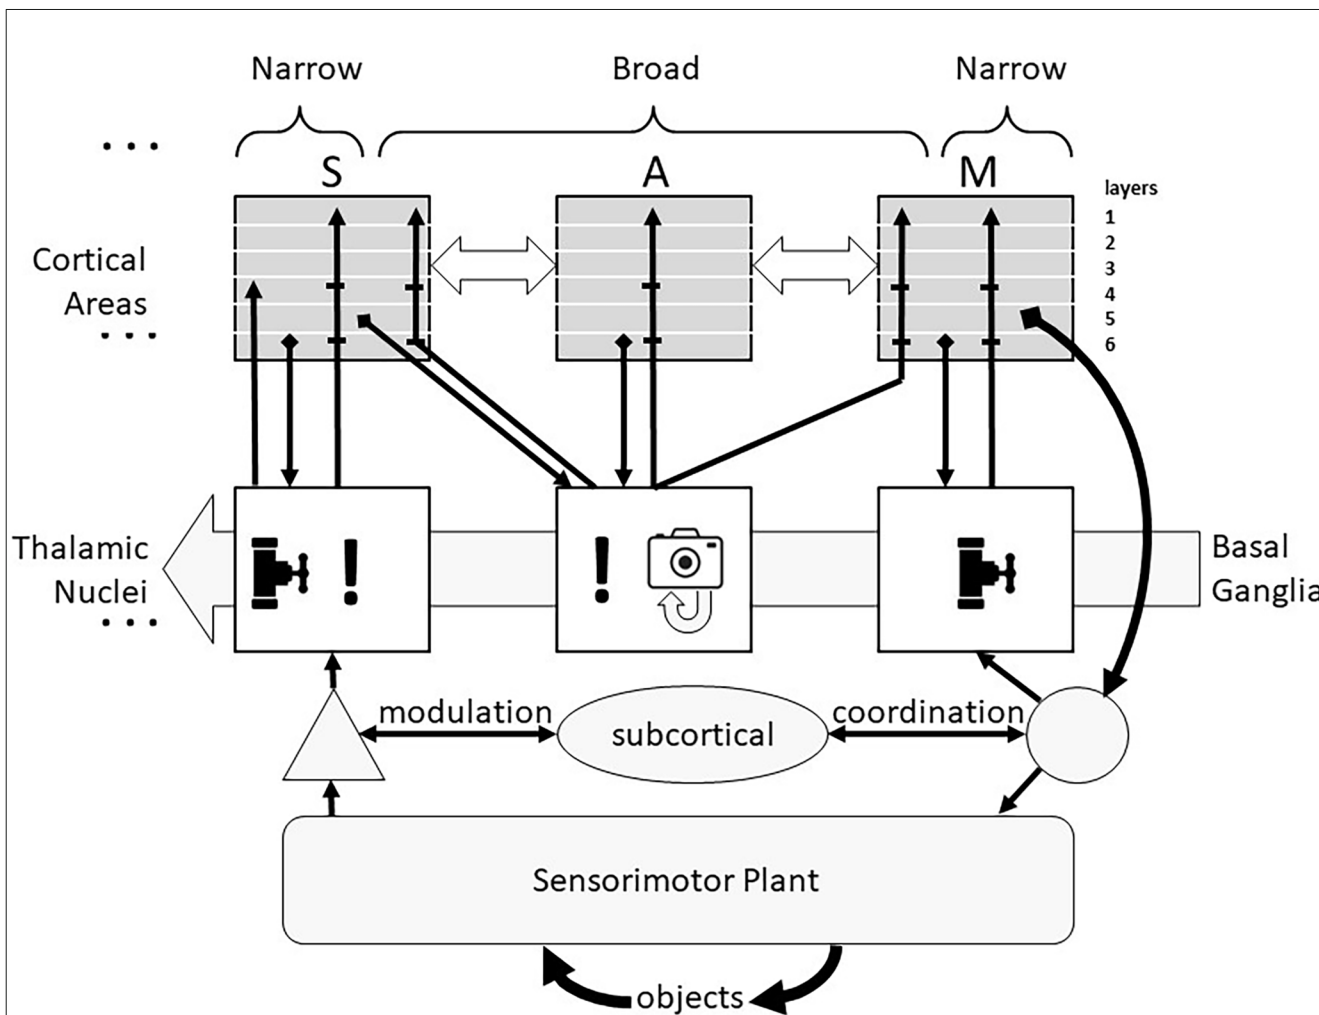 Narrow
Broad
Narrow
. . .
S
A
M
layers
1
2
3
4
5
6
Cortical
Areas
. . .
Thalamic
Nuclei
. . .
!
!
Basal
Ganglia
modulation
subcortical
coordination
Sensorimotor Plant
objects